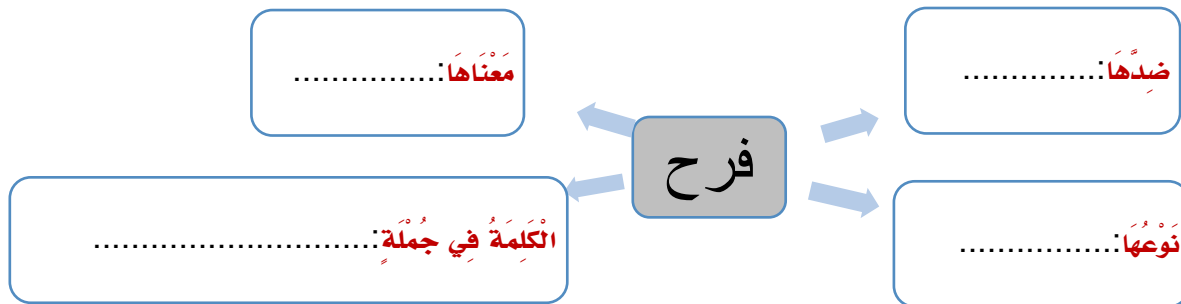 ضِدَّهَا:..............
مَعْنَاهَا:...............
فرح
نَوْعُهَا:................
الْكَلِمَةُ فِي جُمْلَةٍ:.............................